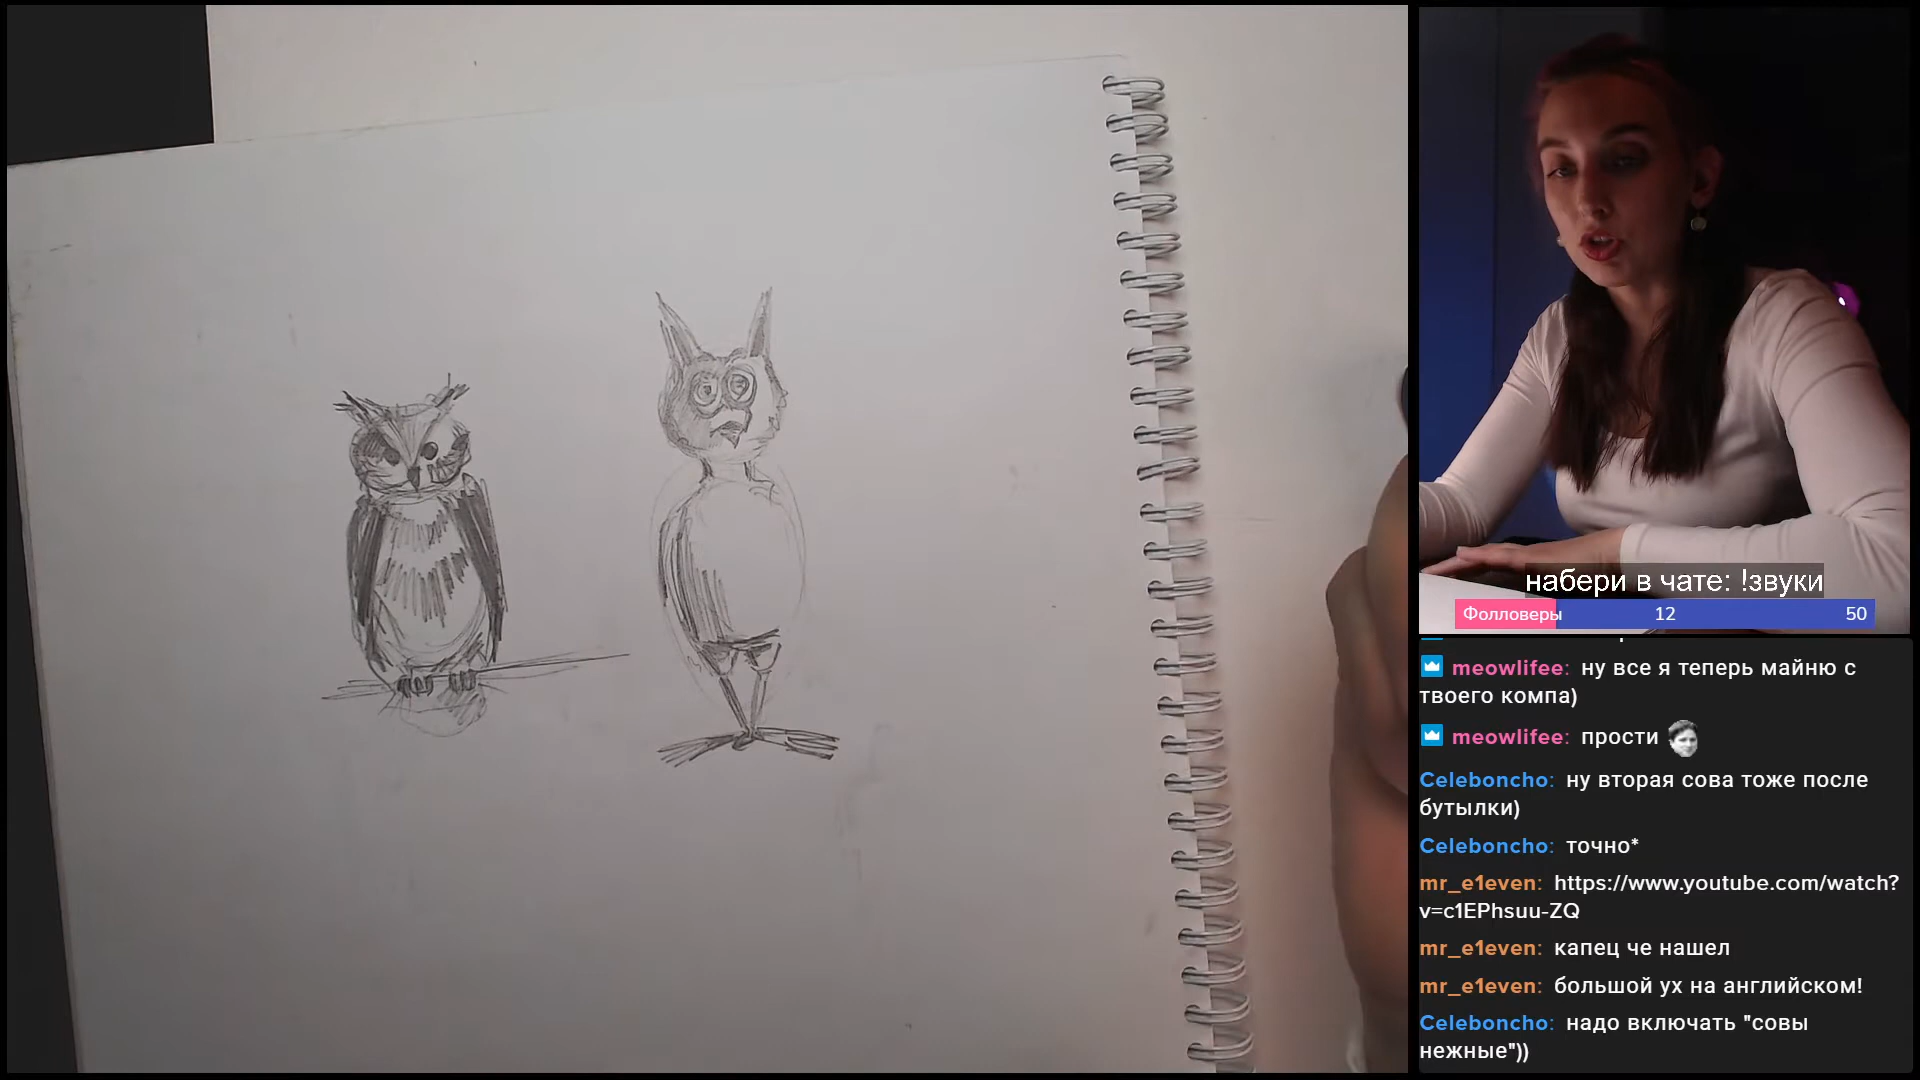 набери в чате: !звуки
Фолловеры 12 50
meowlifee: ну все я теперь майню с
твоего компа)
meowlifee: прости
Celeboncho: ну вторая сова тоже после
бутылки)
Celeboncho: точно*
mr_e1even: https://www.youtube.com/watch?
v=c1EPhsuu-ZQ
mr_e1even: капец че нашел
mr_e1even: большой ух на английском!
Celeboncho: надо включать "совы
нежные"))